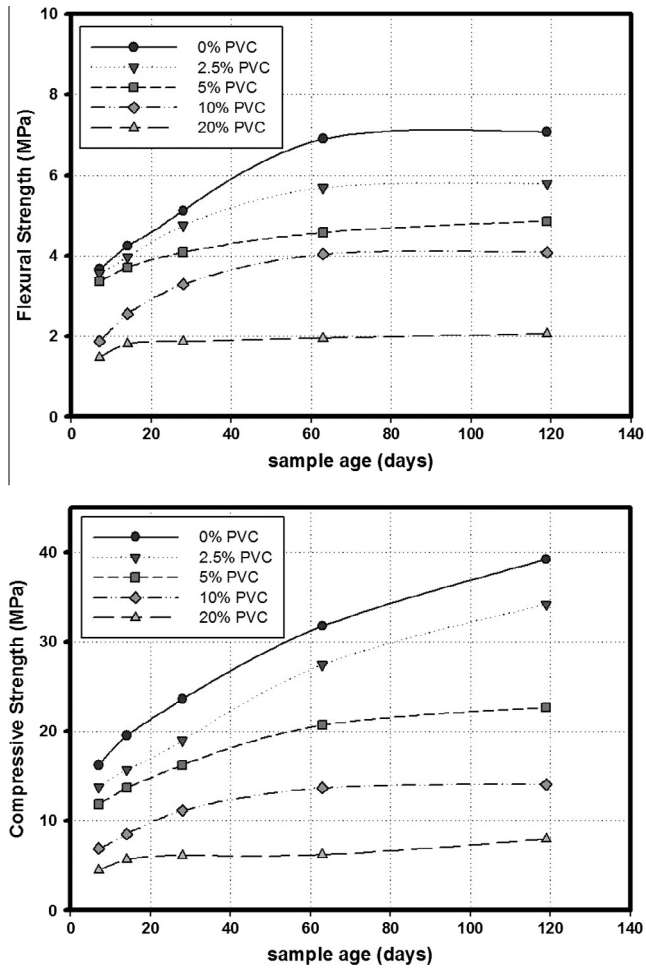 10
8
6
4
2
0
Flexural Strength (MPa)
0% PVC
2.5% PVC
5% PVC
10% PVC
20% PVC
0 20 40 60 80 100 120 140
sample age (days)
40
30
20
10
0
Compressive Strength (MPa)
0% PVC
2.5% PVC
5% PVC
10% PVC
20% PVC
0 20 40 60 80 100 120 140
sample age (days)